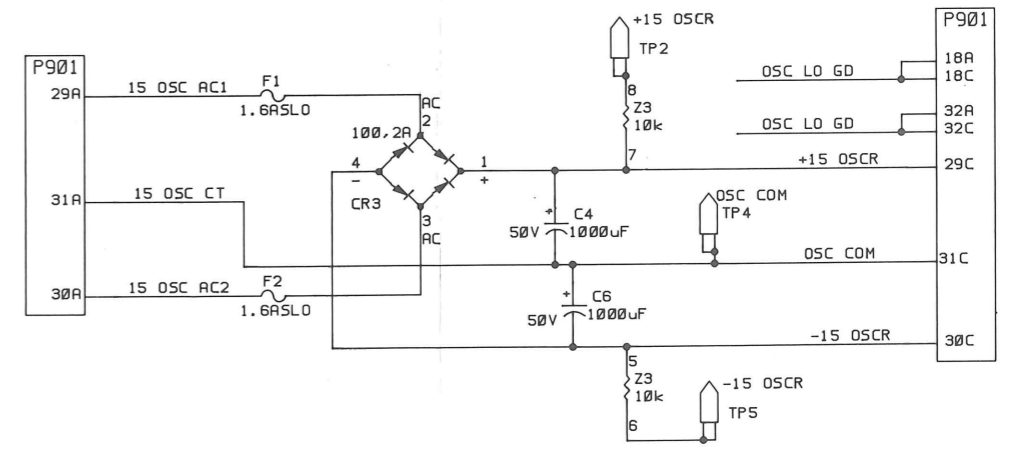 +15 OSCR
TP2
P901
18A
18C
OSC LO GD
P901
29A
15 OSC AC1
F1
1.6ASLO
AC
2
8
Z3
10k
7
32A
32C
OSC LO GD
100,2A
4
-
1
+
+15 OSCR
29C
CR3
3
AC
31A
15 OSC CT
+
C4
50V
1000uF
OSC COM
TP4
OSC COM
31C
30A
15 OSC AC2
F2
1.6ASLO
+
C6
50V
1000uF
-15 OSCR
30C
5
Z3
10k
6
-15 OSCR
TP5